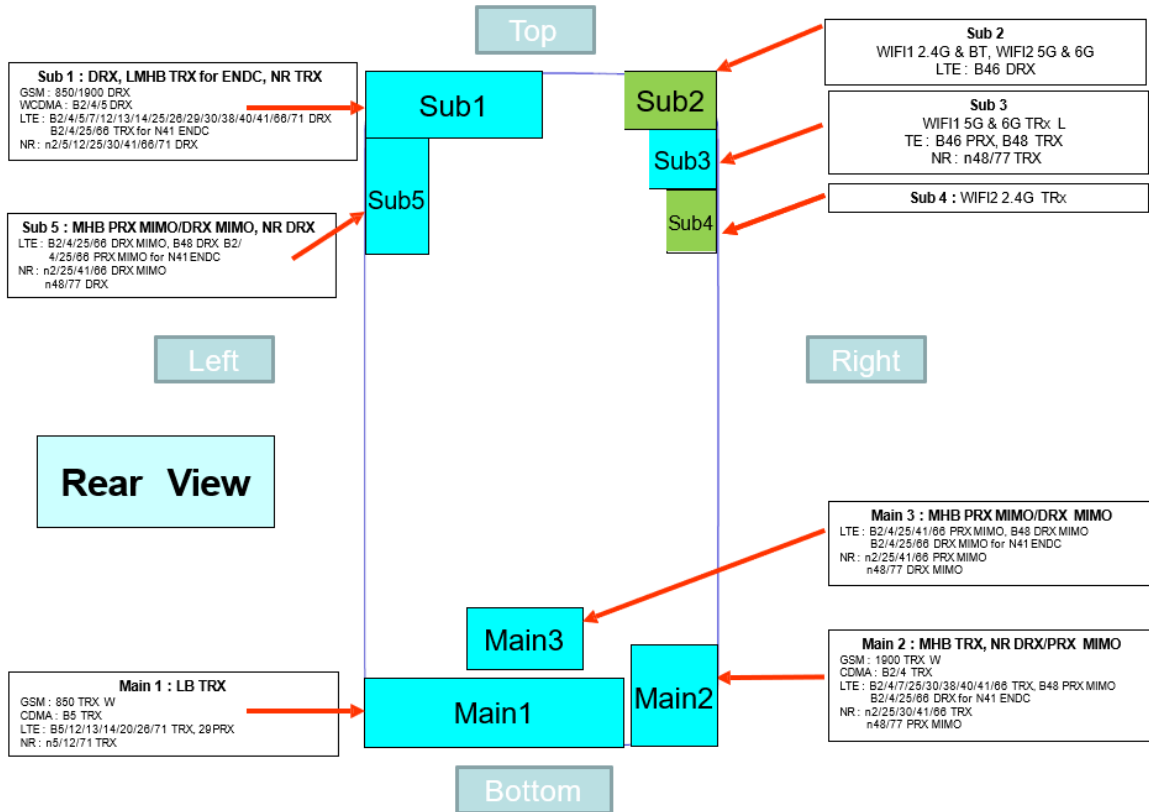 Top
Sub 1 : DRX, LMHB TRX for ENDC, NR TRX
GSM : 850/1900 DRX
WCDMA : B2/4/5 DRX
LTE : B2/4/5/7/12/13/14/25/26/29/30/38/40/41/66/71 DRX
B2/4/25/66 TRX for N41 ENDC
NR : n2/5/12/25/30/41/66/71 DRX
Sub1
Sub2
Sub 2
WIFI1 2.4G & BT, WIFI2 5G & 6G
LTE : B46 DRX
Sub3
Sub 3
WIFI1 5G & 6G TRx L
TE : B46 PRX, B48 TRX
NR : n48/77 TRX
Sub5
Sub4
Sub 4 : WIFI2 2.4G TRx
Sub 5 : MHB PRX MIMO/DRX MIMO, NR DRX
LTE : B2/4/25/66 DRX MIMO, B48 DRX B2/
4/25/66 PRX MIMO for N41 ENDC
NR : n2/25/41/66 DRX MIMO
n48/77 DRX
Left
Right
Rear View
Main 3 : MHB PRX MIMO/DRX MIMO
LTE : B2/4/25/41/66 PRX MIMO, B48 DRX MIMO
B2/4/25/66 DRX MIMO for N41 ENDC
NR : n2/25/41/66 PRX MIMO
n48/77 DRX MIMO
Main3
Main 2 : MHB TRX, NR DRX/PRX MIMO
GSM : 1900 TRX W
CDMA : B2/4 TRX
LTE : B2/4/7/25/30/38/40/41/66 TRX, B48 PRX MIMO
B2/4/25/66 DRX for N41 ENDC
NR : n2/25/30/41/66 TRX
n48/77 PRX MIMO
Main 1 : LB TRX
GSM : 850 TRX W
CDMA : B5 TRX
LTE : B5/12/13/14/20/26/71 TRX, 29PRX
NR : n5/12/71 TRX
Main1
Main2
Bottom